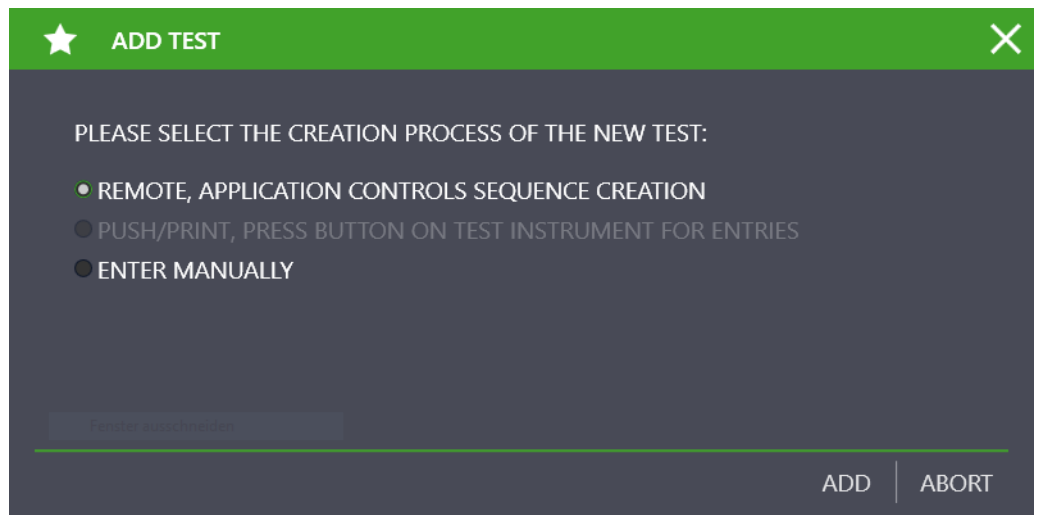 ADD TEST
PLEASE SELECT THE CREATION PROCESS OF THE NEW TEST:
REMOTE, APPLICATION CONTROLS SEQUENCE CREATION
PUSH/PRINT, PRESS BUTTON ON TEST INSTRUMENT FOR ENTRIES
ENTER MANUALLY
Fenster ausschneiden
ADD
ABORT